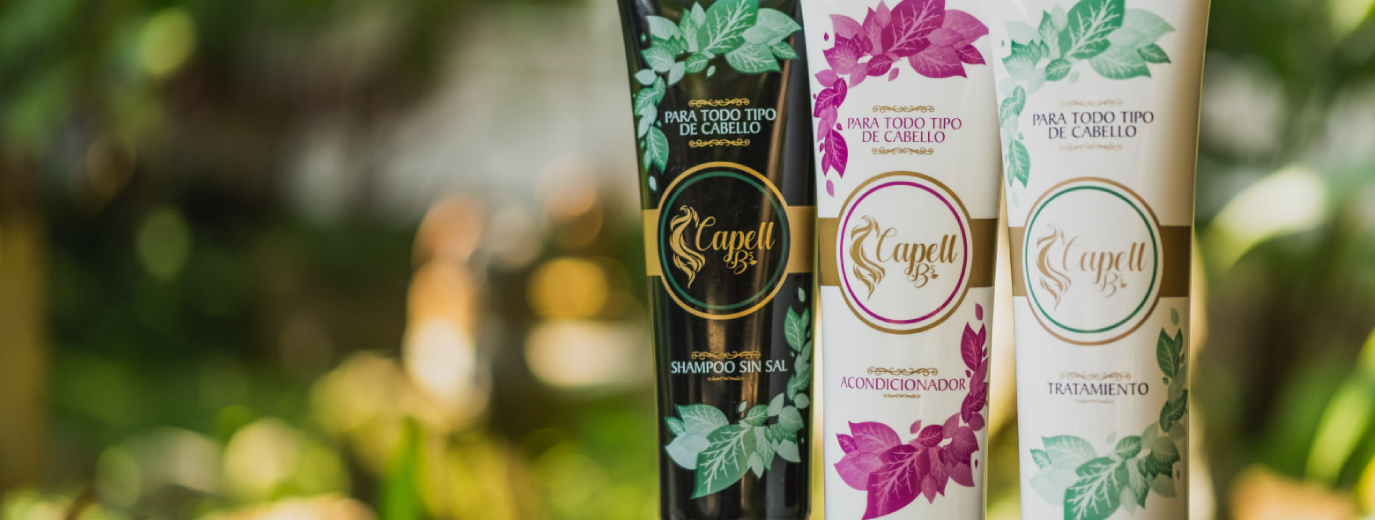 PARA TODO TIPO
DE CABELLO
Capell
B's
SHAMPOO SIN SAL
PARA TODO TIPO
DE CABELLO
Capell
B's
ACONDICIONADOR
PARA TODO TIPO
DE CABELLO
Capell
B's
TRATAMIENTO